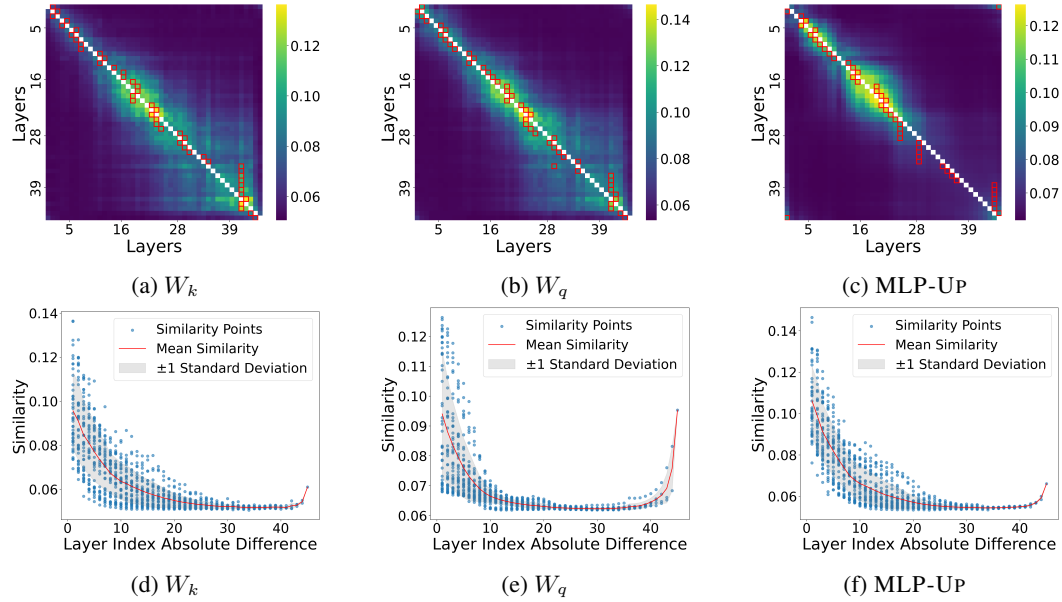 5
16
28
39
Layers
5 16 28 39
Layers
0.12
0.10
0.08
0.06
(a) W_k
5
16
28
39
Layers
5 16 28 39
Layers
0.14
0.12
0.10
0.08
0.06
(b) W_q
5
16
28
39
Layers
5 16 28 39
Layers
0.12
0.11
0.10
0.09
0.08
0.07
(c) MLP-UP
0.14
0.12
0.10
0.08
0.06
Similarity
Similarity Points
Mean Similarity
±1 Standard Deviation
0 10 20 30 40
Layer Index Absolute Difference
(d) W_k
0.12
0.11
0.10
0.09
0.08
0.07
0.06
Similarity
Similarity Points
Mean Similarity
±1 Standard Deviation
0 10 20 30 40
Layer Index Absolute Difference
(e) W_q
0.14
0.12
0.10
0.08
0.06
Similarity
Similarity Points
Mean Similarity
±1 Standard Deviation
0 10 20 30 40
Layer Index Absolute Difference
(f) MLP-UP